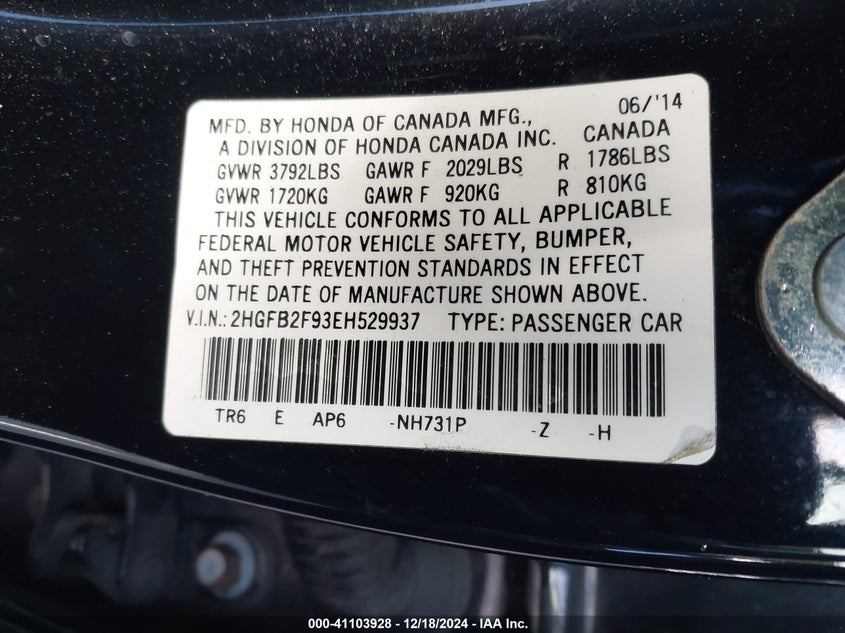 06/'14
MFD. BY HONDA OF CANADA MFG., CANADA
A DIVISION OF HONDA CANADA INC.
GVWR 3792LBS GAWR F 2029LBS R 1786LBS
GVWR 1720KG GAWR F 920KG R 810KG
THIS VEHICLE CONFORMS TO ALL APPLICABLE
FEDERAL MOTOR VEHICLE SAFETY, BUMPER,
AND THEFT PREVENTION STANDARDS IN EFFECT
ON THE DATE OF MANUFACTURE SHOWN ABOVE.
V.I.N.: 2HGFB2F93EH529937 TYPE: PASSENGER CAR
TR6 E AP6 -NH731P -Z -H
000-41103928 - 12/18/2024 - IAA Inc.